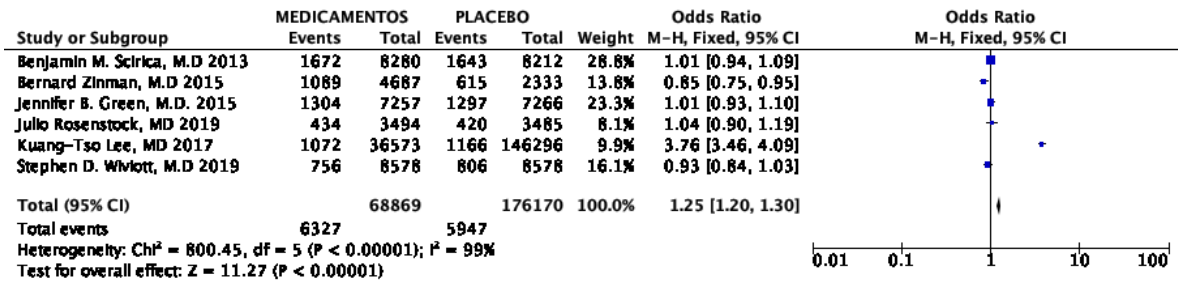 MEDICAMENTOS PLACEBO Odds Ratio Odds Ratio
Study or Subgroup Events Total Events Total Weight M-H, Fixed, 95% CI M-H, Fixed, 95% CI
Benjamin M. Scirica, M.D 2013 1672 8280 1643 8212 28.8% 1.01 [0.94, 1.09]
Bernard Zinman, M.D 2015 1089 4687 615 2333 13.8% 0.85 [0.75, 0.95]
Jennifer B. Green, M.D. 2015 1304 7257 1297 7266 23.3% 1.01 [0.93, 1.10]
Julio Rosenstock, MD 2019 434 3494 420 3485 8.1% 1.04 [0.90, 1.19]
Kuang-Tso Lee, MD 2017 1072 36573 1166 146296 9.9% 3.76 [3.46, 4.09]
Stephen D. Wiviott, M.D 2019 756 8578 806 8578 16.1% 0.93 [0.84, 1.03]
Total (95% CI) 68869 176170 100.0% 1.25 [1.20, 1.30]
Total events 6327 5947
Heterogeneity: Chi² = 800.45, df = 5 (P < 0.00001); I² = 99%
Test for overall effect: Z = 11.27 (P < 0.00001)
0.01 0.1 1 10 100